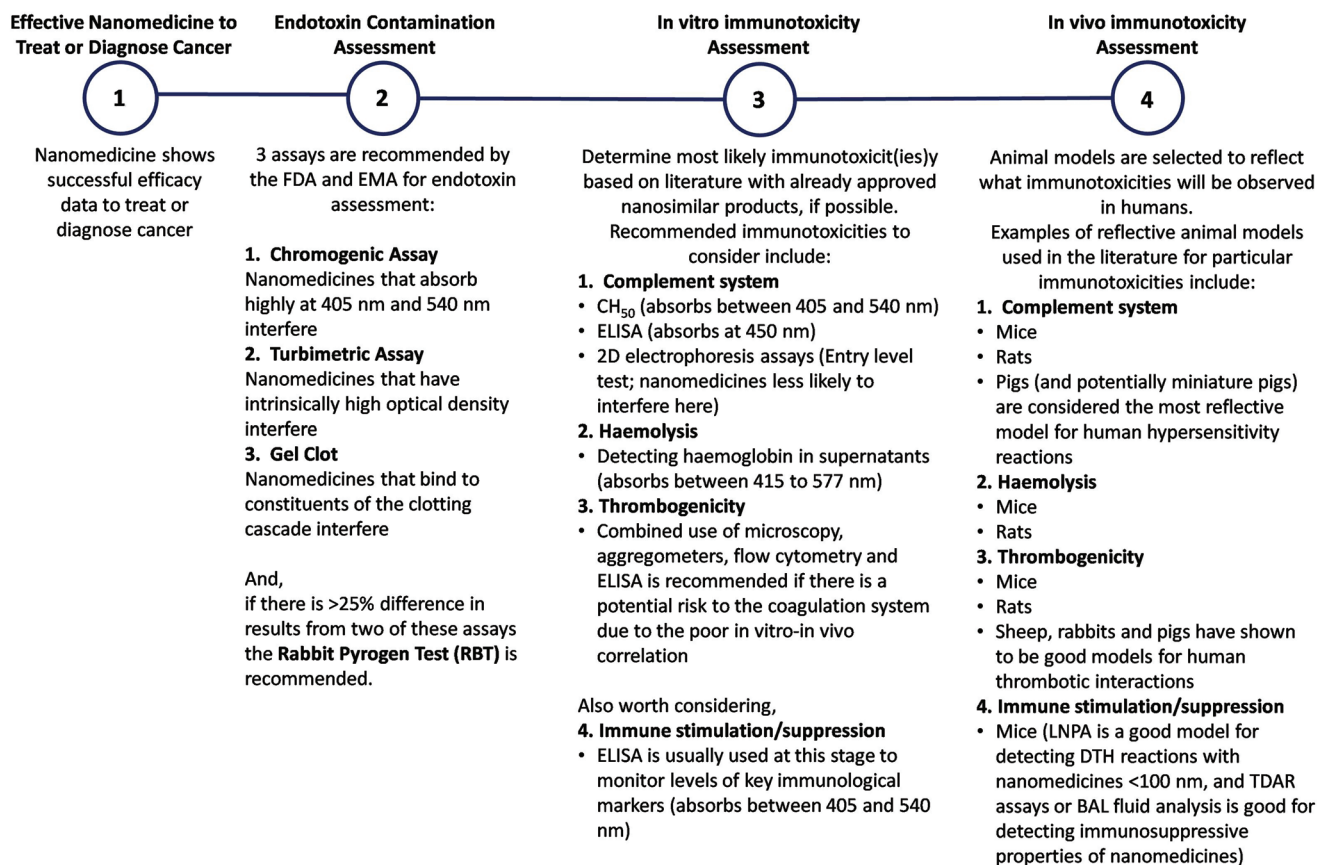 Effective Nanomedicine to
Treat or Diagnose Cancer
1
Nanomedicine shows
successful efficacy
data to treat or
diagnose cancer
Endotoxin Contamination
Assessment
2
3 assays are recommended by
the FDA and EMA for endotoxin
assessment:
1. Chromogenic Assay
Nanomedicines that absorb
highly at 405 nm and 540 nm
interfere
2. Turbimetric Assay
Nanomedicines that have
intrinsically high optical density
interfere
3. Gel Clot
Nanomedicines that bind to
constituents of the clotting
cascade interfere
And,
if there is >25% difference in
results from two of these assays
the Rabbit Pyrogen Test (RBT) is
recommended.
In vitro immunotoxicity
Assessment
3
Determine most likely immunotoxicit(ies)y
based on literature with already approved
nanosimilar products, if possible.
Recommended immunotoxicities to
consider include:
1. Complement system
• CH₅₀ (absorbs between 405 and 540 nm)
• ELISA (absorbs at 450 nm)
• 2D electrophoresis assays (Entry level
test; nanomedicines less likely to
interfere here)
2. Haemolysis
• Detecting haemoglobin in supernatants
(absorbs between 415 to 577 nm)
3. Thrombogenicity
• Combined use of microscopy,
aggregometers, flow cytometry and
ELISA is recommended if there is a
potential risk to the coagulation system
due to the poor in vitro-in vivo
correlation
Also worth considering,
4. Immune stimulation/suppression
• ELISA is usually used at this stage to
monitor levels of key immunological
markers (absorbs between 405 and 540
nm)
In vivo immunotoxicity
Assessment
4
Animal models are selected to reflect
what immunotoxicities will be observed
in humans.
Examples of reflective animal models
used in the literature for particular
immunotoxicities include:
1. Complement system
• Mice
• Rats
• Pigs (and potentially miniature pigs)
are considered the most reflective
model for human hypersensitivity
reactions
2. Haemolysis
• Mice
• Rats
3. Thrombogenicity
• Mice
• Rats
• Sheep, rabbits and pigs have shown
to be good models for human
thrombotic interactions
4. Immune stimulation/suppression
• Mice (LNPA is a good model for
detecting DTH reactions with
nanomedicines <100 nm, and TDAR
assays or BAL fluid analysis is good for
detecting immunosuppressive
properties of nanomedicines)